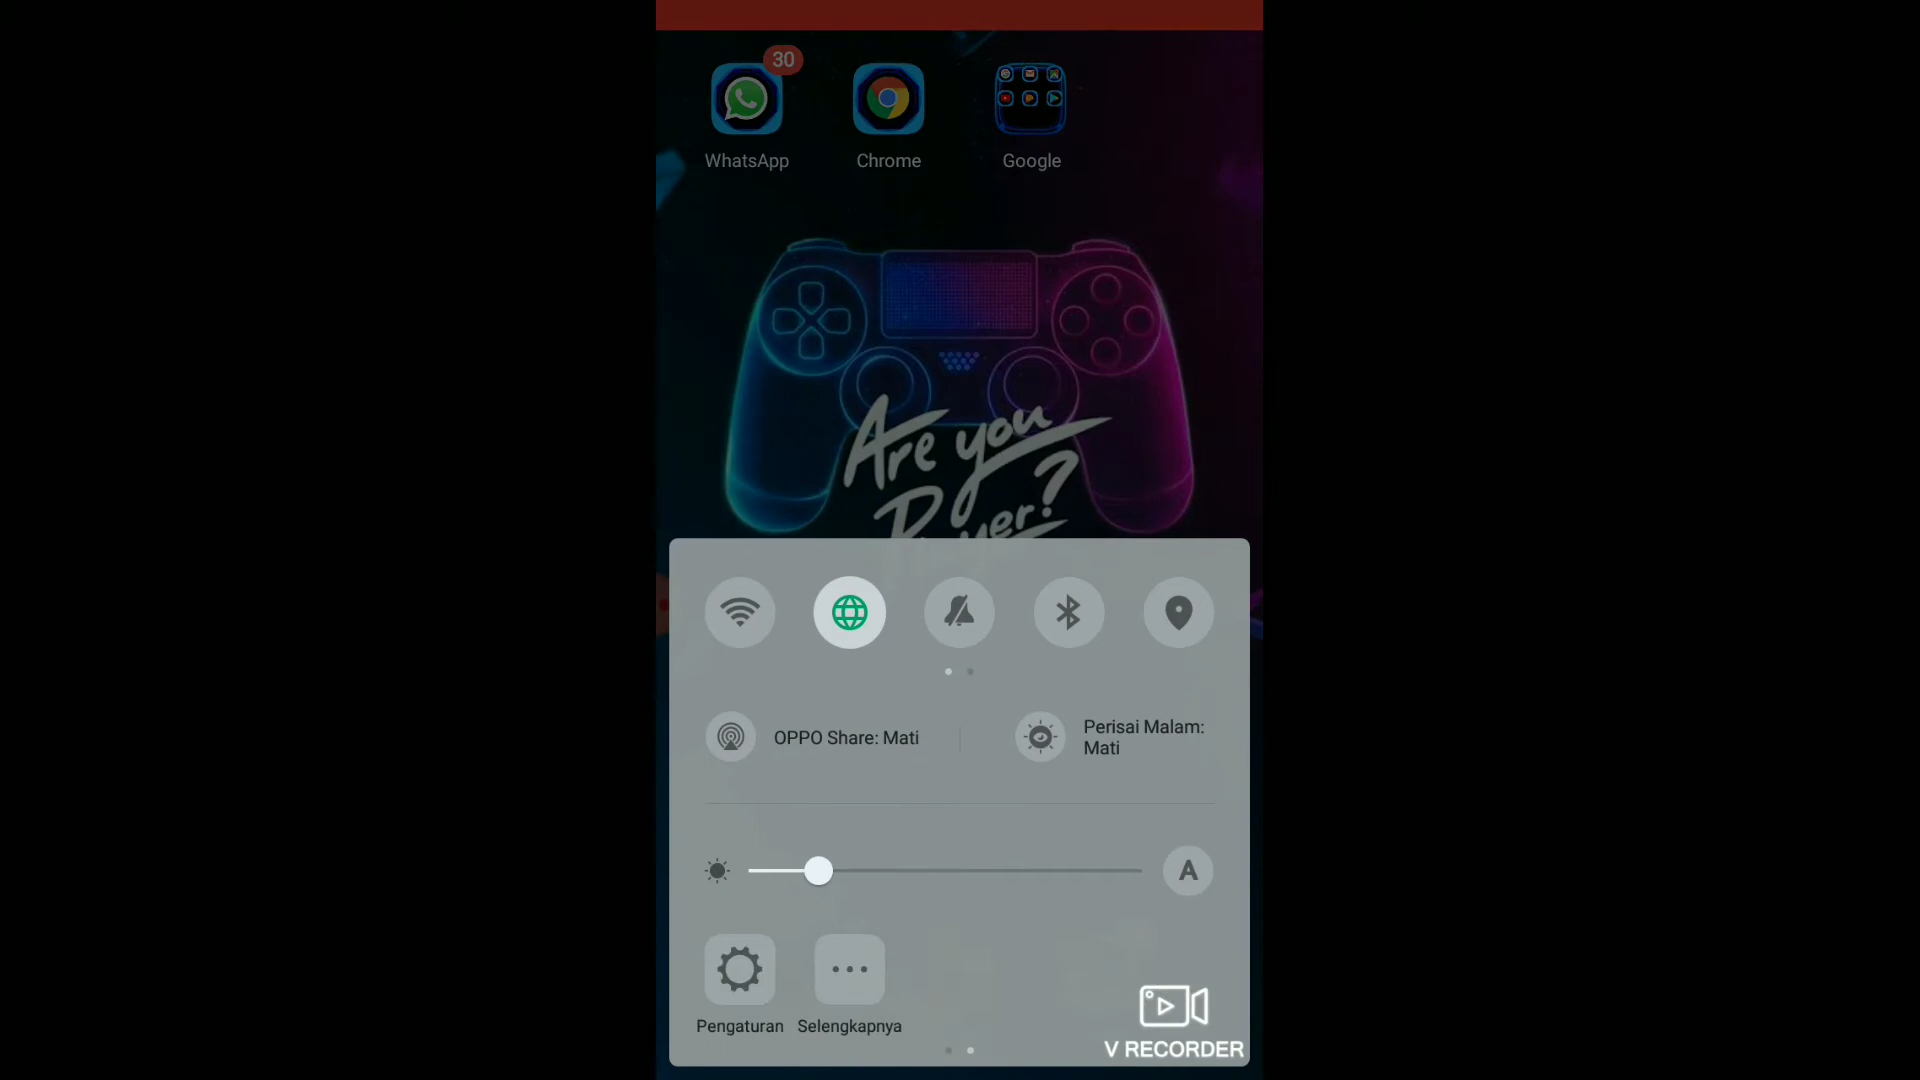 30
WhatsApp
Chrome
Google
Are you
Player?
OPPO Share: Mati
Perisai Malam:
Mati
A
Pengaturan
Selengkapnya
V RECORDER